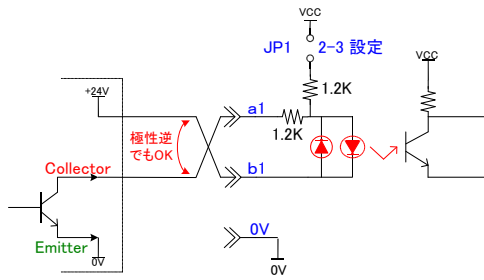 VCC
JP1 2-3 設定
VCC
1.2K
+24V
a1
1.2K
極性逆
でもOK
Collector
b1
Emitter
0V
0V
0V